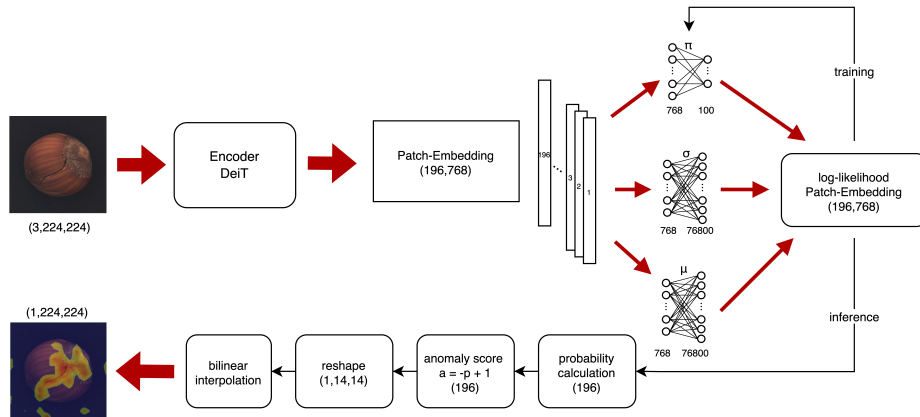 (3,224,224)
Encoder
DeiT
Patch-Embedding
(196,768)
196
3
2
1
π
768 100
σ
768 76800
μ
768 76800
training
log-likelihood
Patch-Embedding
(196,768)
inference
probability
calculation
(196)
anomaly score
a = -p + 1
(196)
reshape
(1,14,14)
bilinear
interpolation
(1,224,224)